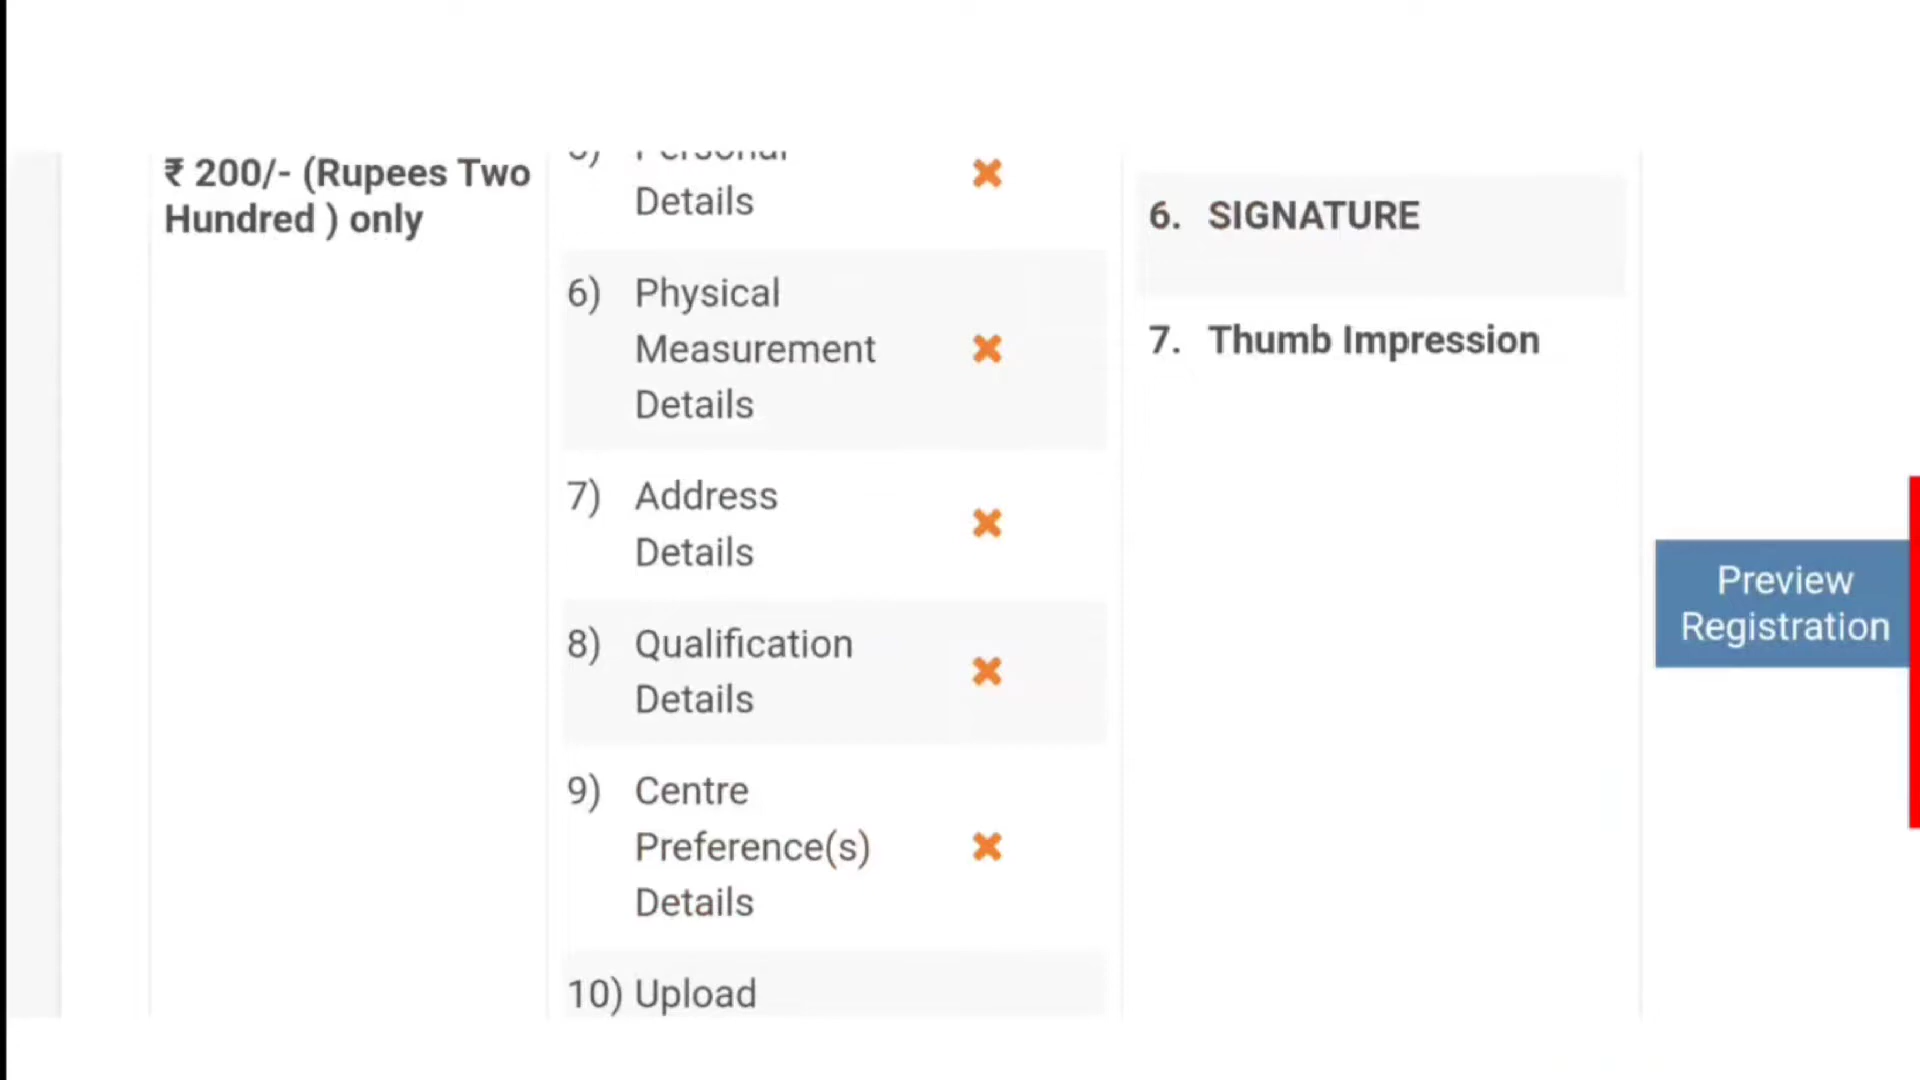 ₹ 200/- (Rupees Two
Hundred ) only
Personal
Details
6) Physical
Measurement
Details
7) Address
Details
8) Qualification
Details
9) Centre
Preference(s)
Details
10) Upload
6. SIGNATURE
7. Thumb Impression
Preview
Registration